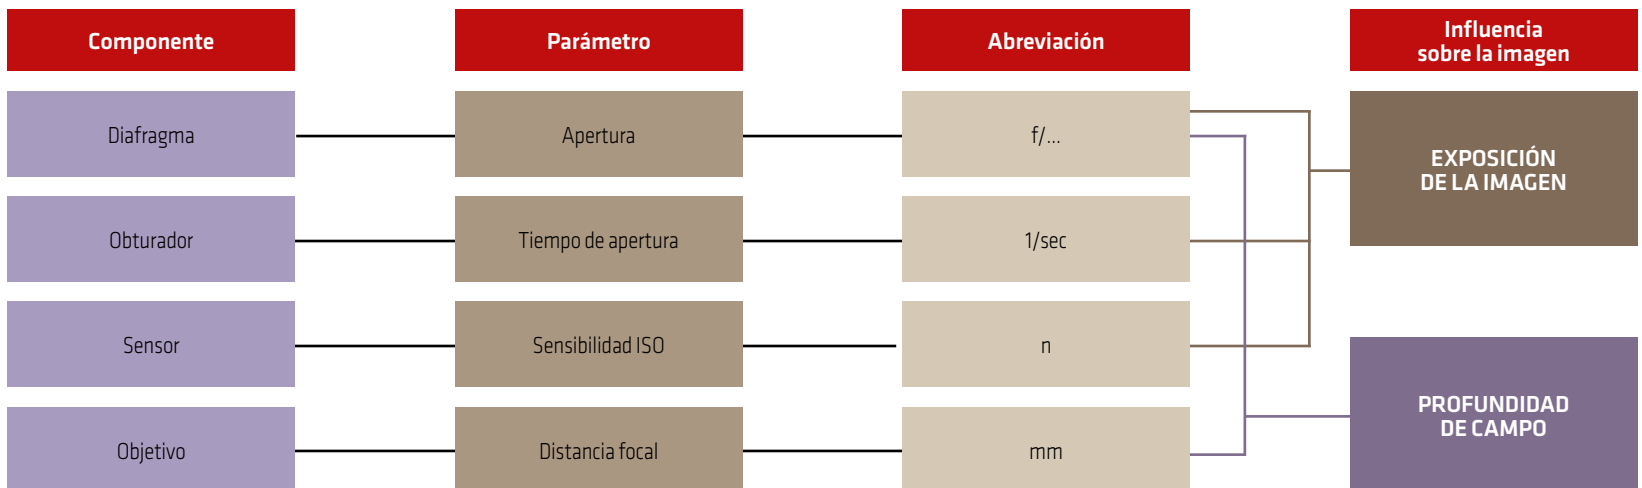 Componente
Parámetro
Abreviación
Influencia
sobre la imagen
Diafragma
Apertura
f/...
EXPOSICIÓN
DE LA IMAGEN
Obturador
Tiempo de apertura
1/sec
Sensor
Sensibilidad ISO
n
PROFUNDIDAD
DE CAMPO
Objetivo
Distancia focal
mm